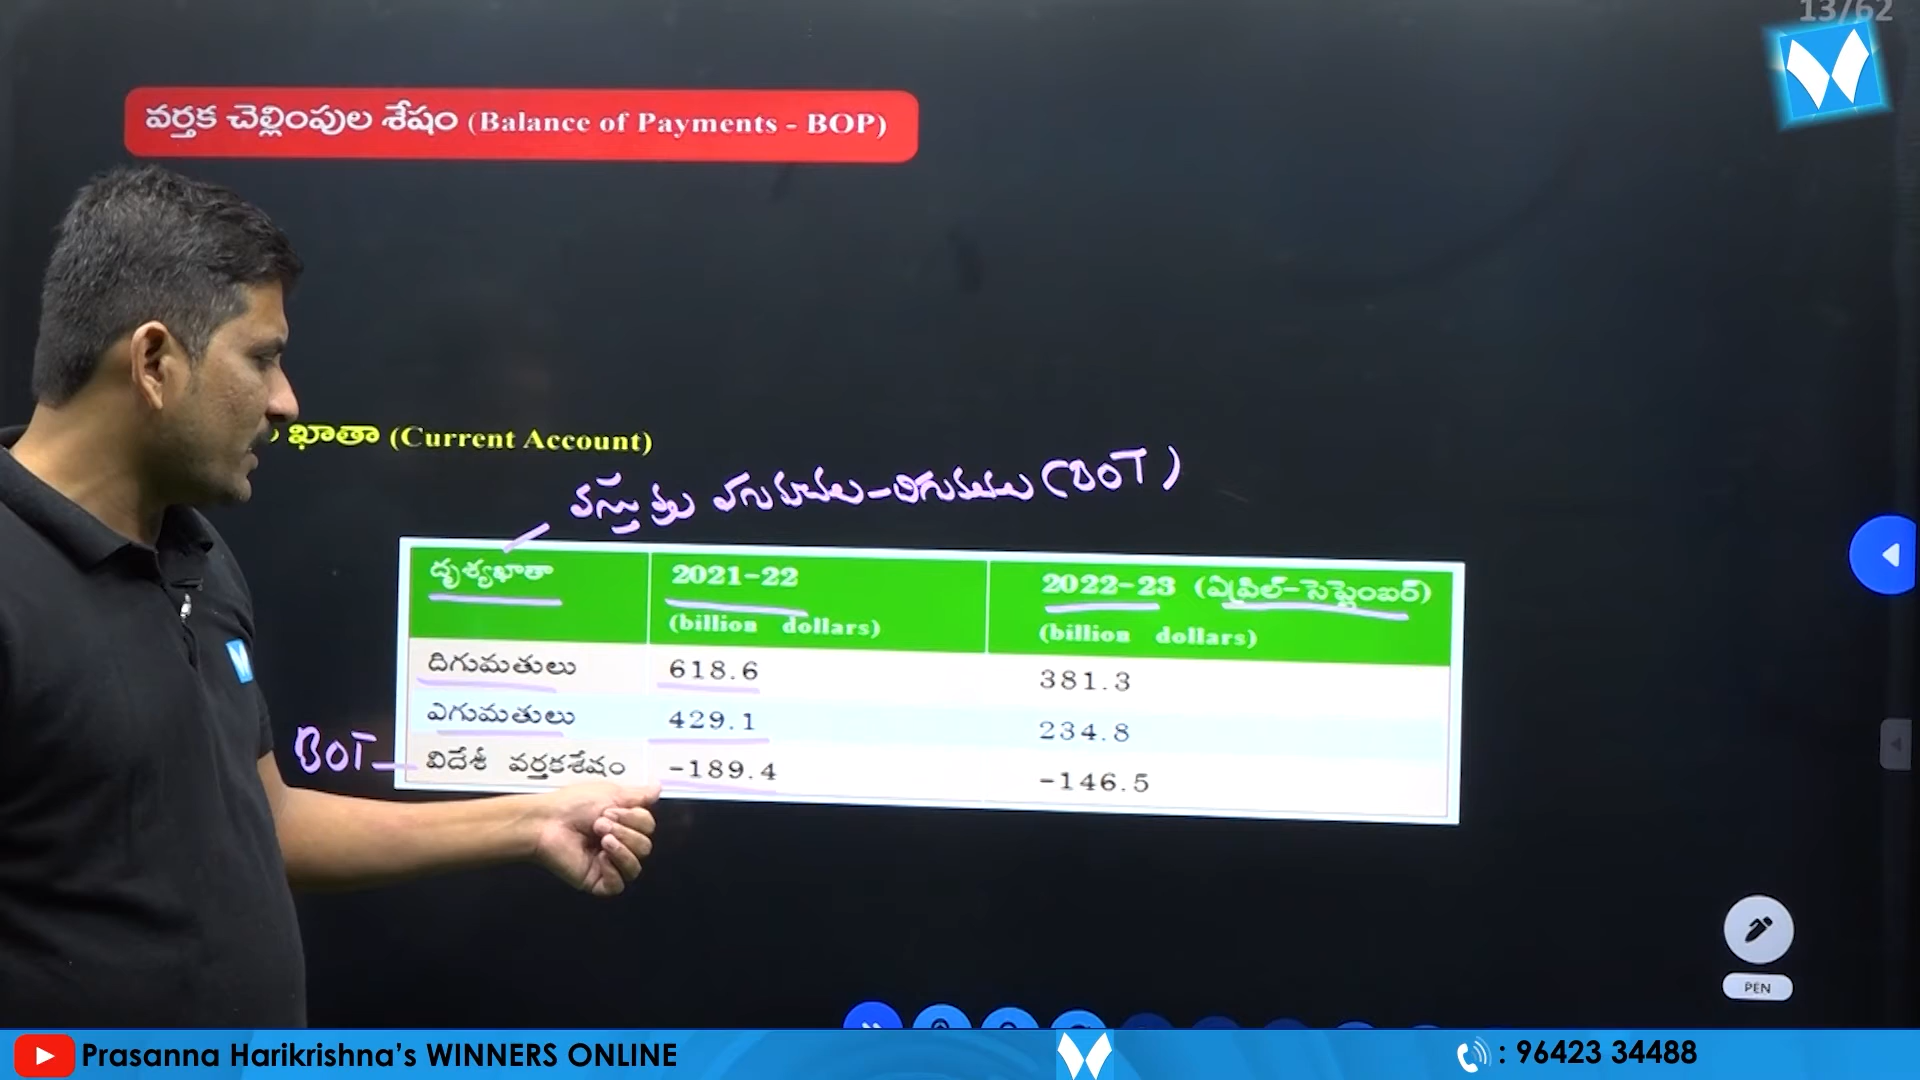 13/62
వర్తక చెల్లింపుల శేషం (Balance of Payments - BOP)
ఖాతా (Current Account)
వస్తువుల ఎగుమతులు-దిగుమతులు (BOT)
దృశ్యఖాతా 2021-22 2022-23 (ఏప్రిల్-సెప్టెంబర్)
(billion dollars) (billion dollars)
దిగుమతులు 618.6 381.3
ఎగుమతులు 429.1 234.8
BOT విదేశీ వర్తకశేషం -189.4 -146.5
PEN
Prasanna Harikrishna's WINNERS ONLINE : 96423 34488